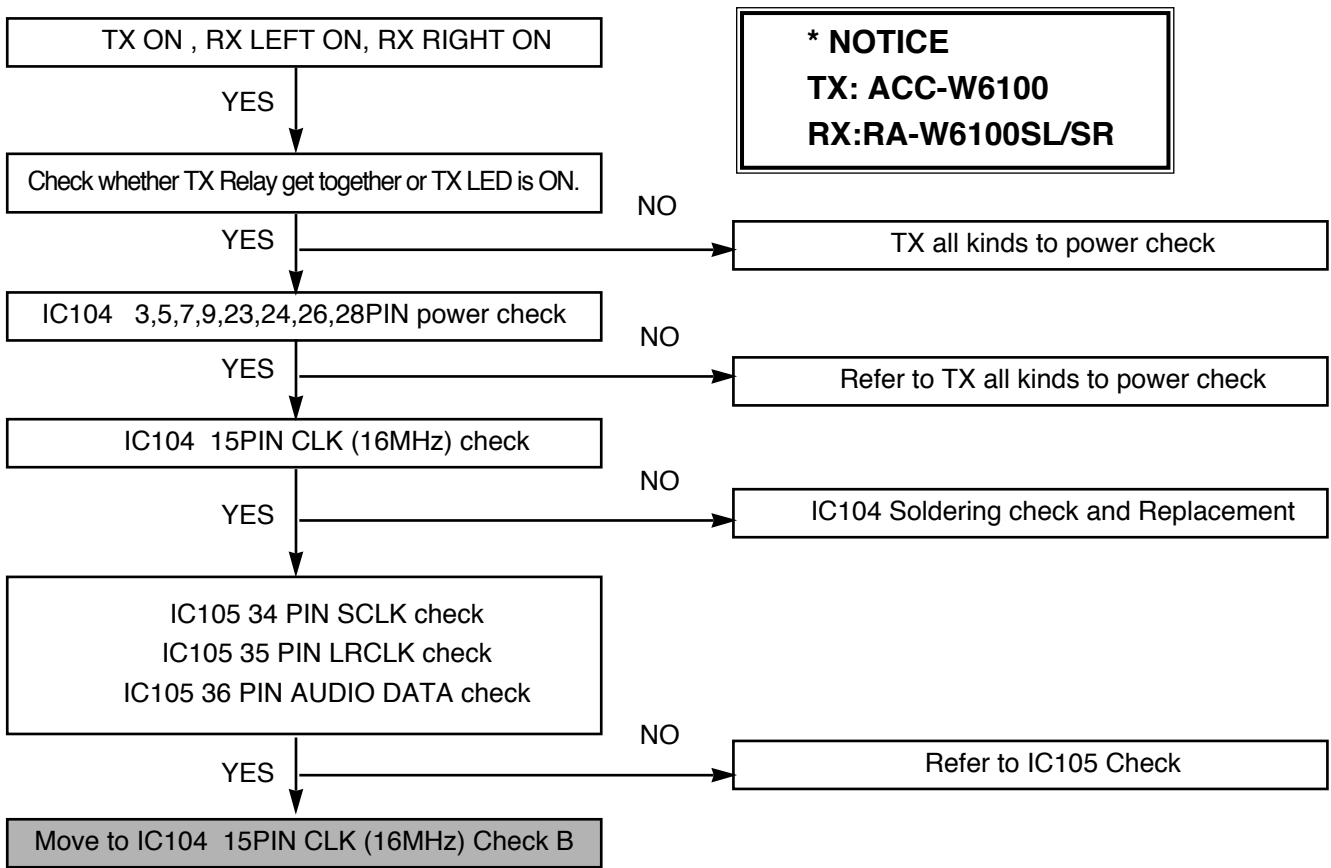 TX ON , RX LEFT ON, RX RIGHT ON
* NOTICE
TX: ACC-W6100
RX:RA-W6100SL/SR
YES
Check whether TX Relay get together or TX LED is ON.
NO
YES
TX all kinds to power check
IC104 3,5,7,9,23,24,26,28PIN power check
NO
YES
Refer to TX all kinds to power check
IC104 15PIN CLK (16MHz) check
NO
YES
IC104 Soldering check and Replacement
IC105 34 PIN SCLK check
IC105 35 PIN LRCLK check
IC105 36 PIN AUDIO DATA check
NO
YES
Refer to IC105 Check
Move to IC104 15PIN CLK (16MHz) Check B